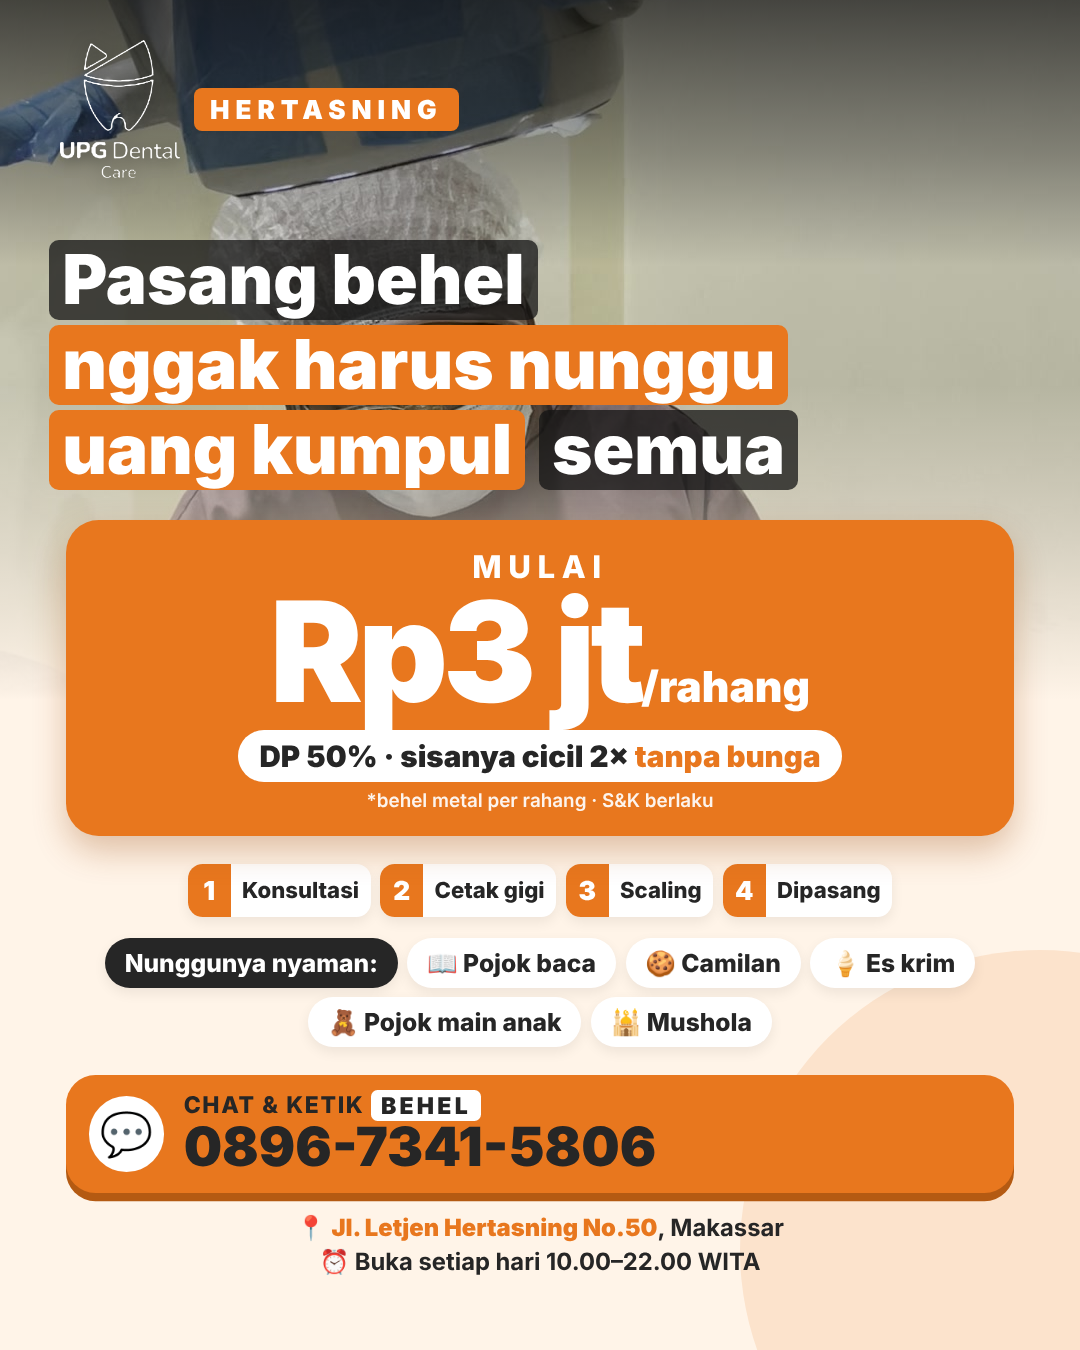 UPG Dental
Care
HERTASNING
Pasang behel
nggak harus nunggu
uang kumpul semua
MULAI
Rp3 jt/rahang
DP 50% · sisanya cicil 2× tanpa bunga
*behel metal per rahang · S&K berlaku
1 Konsultasi 2 Cetak gigi 3 Scaling 4 Dipasang
Nunggunya nyaman: 📖 Pojok baca 🍪 Camilan 🍦 Es krim
🧸 Pojok main anak 🕌 Mushola
💬 CHAT & KETIK BEHEL
0896-7341-5806
📍 Jl. Letjen Hertasning No.50, Makassar
⏰ Buka setiap hari 10.00–22.00 WITA